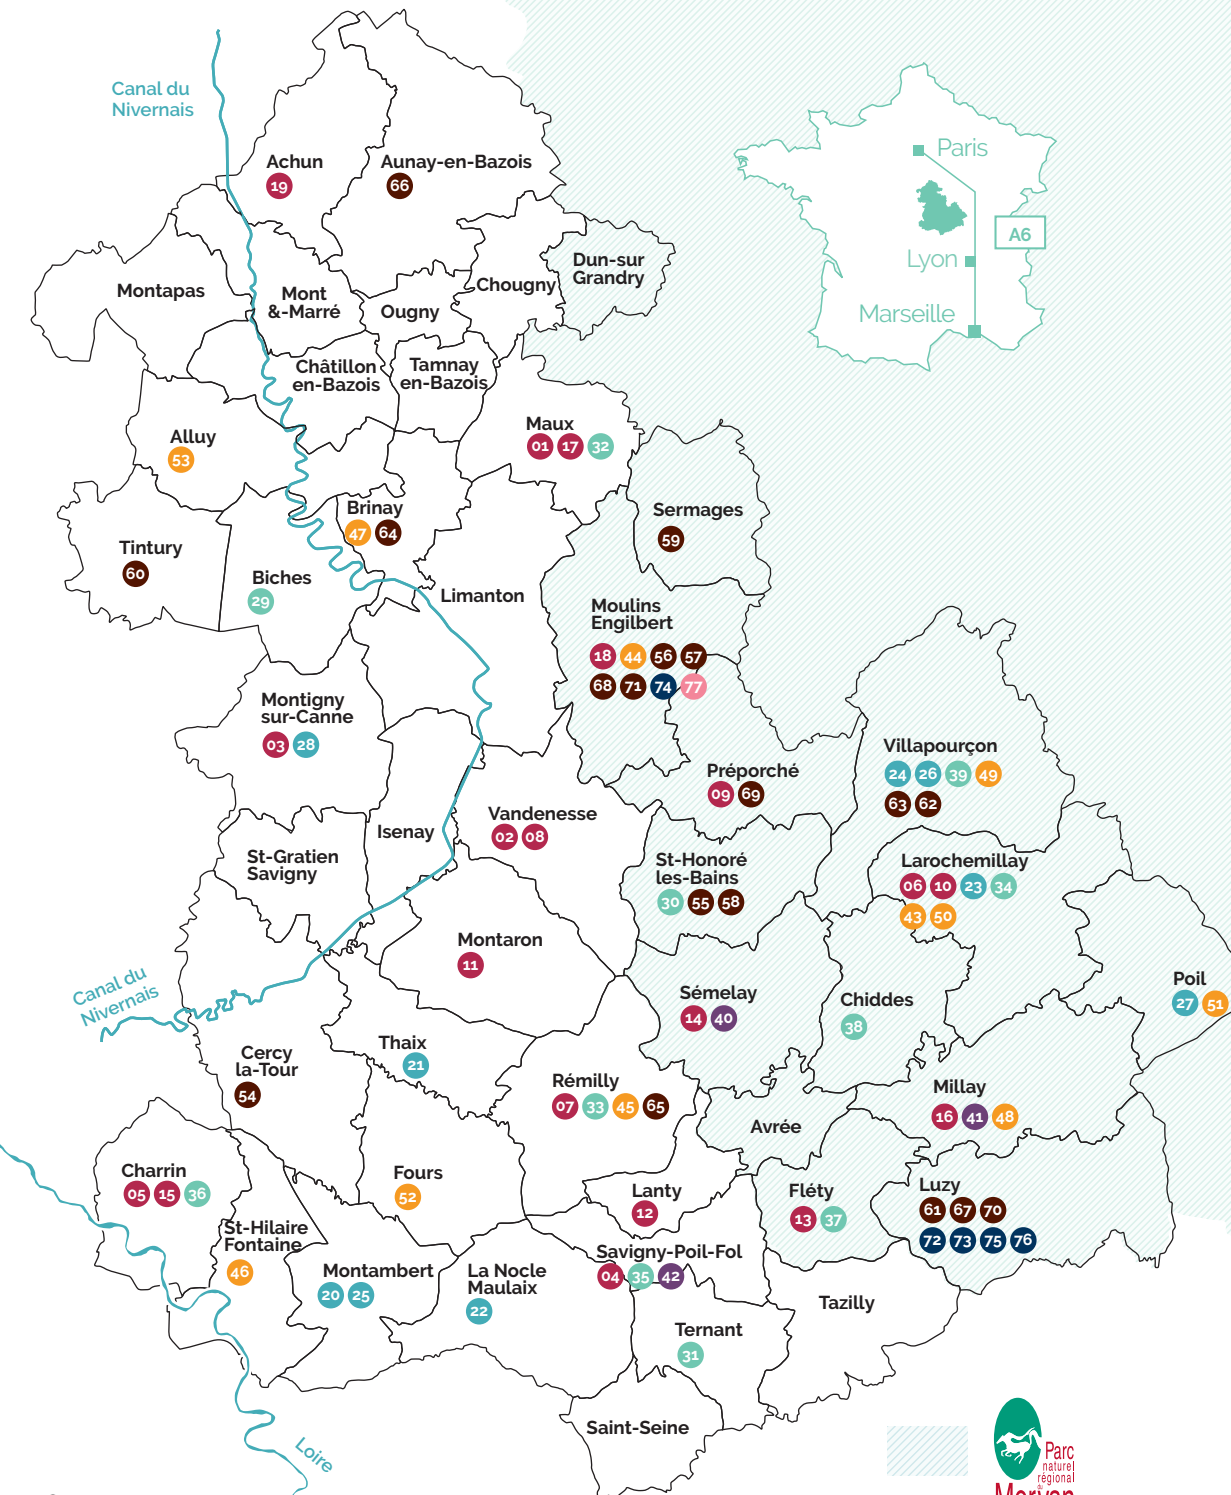 Canal du
Nivernais
Paris
A6
Lyon
Marseille
Achun
19
Aunay-en-Bazois
66
Dun-sur
Grandry
Chougny
Montapas
Mont
&-Marré
Ougny
Châtillon
en-Bazois
Tamnay
en-Bazois
Alluy
53
Maux
01 17 32
Brinay
47 64
Sermages
59
Tintury
60
Biches
29
Limanton
Moulins
Engilbert
18 44 56 57
68 71 74 77
Montigny
sur-Canne
03 28
Préporché
09 69
Villapourçon
24 26 39 49
63 62
Vandenesse
02 08
Isenay
St-Gratien
Savigny
St-Honoré
les-Bains
30 55 58
Larochemillay
06 10 23 34
43 50
Montaron
11
Canal du
Nivernais
Sémelay
14 40
Chiddes
38
Poil
27 51
Thaix
21
Cercy
la-Tour
54
Rémilly
07 33 45 65
Millay
16 41 48
Avrée
Charrin
05 15 36
Fours
52
Lanty
12
Fléty
13 37
Luzy
61 67 70
72 73 75 76
St-Hilaire
Fontaine
46
Montambert
20 25
La Nocle
Maulaix
22
Savigny-Poil-Fol
04 35 42
Tazilly
Ternant
31
Saint-Seine
Loire
Parc
naturel
régional
du
Morvan